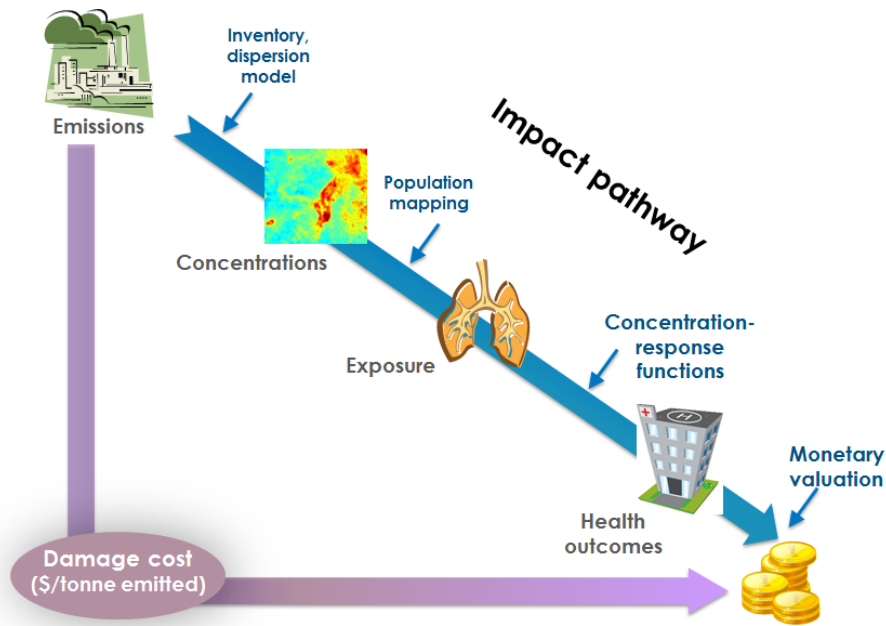 Inventory,
dispersion
model
Emissions
Impact pathway
Population
mapping
Concentrations
Concentration-
response
functions
Exposure
H
Monetary
valuation
Health
outcomes
Damage cost
($/tonne emitted)